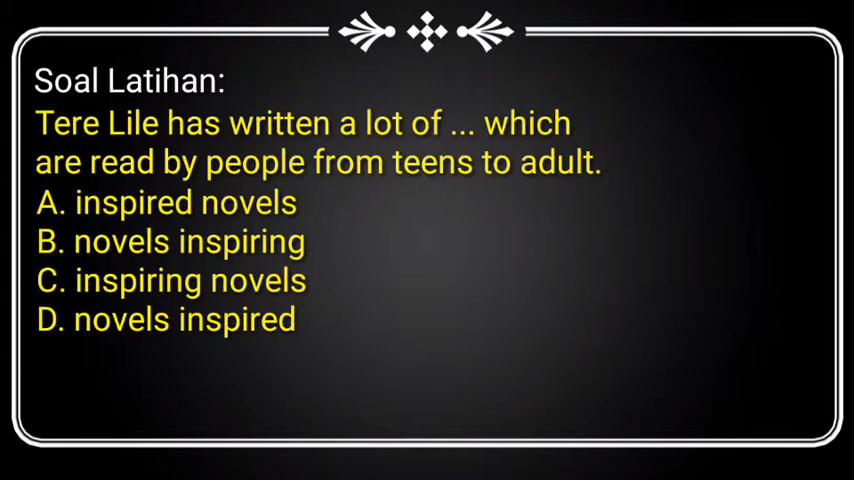 Soal Latihan:
Tere Lile has written a lot of ... which
are read by people from teens to adult.
A. inspired novels
B. novels inspiring
C. inspiring novels
D. novels inspired